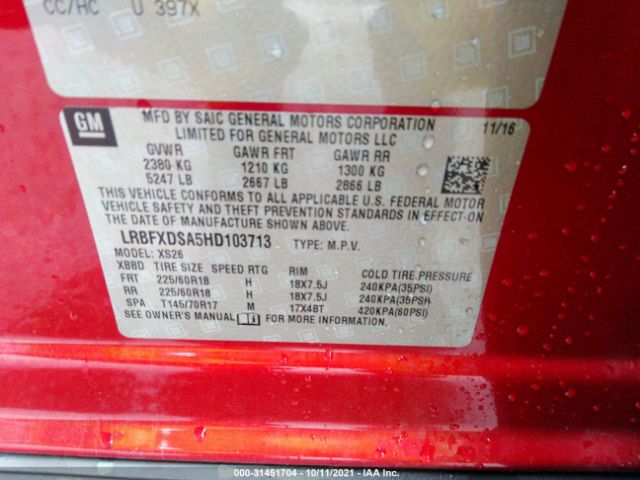 CC/HC U 397X
GM
MFD BY SAIC GENERAL MOTORS CORPORATION 11/16
LIMITED FOR GENERAL MOTORS LLC
GVWR GAWR FRT GAWR RR
2380 KG 1210 KG 1300 KG
5247 LB 2667 LB 2866 LB
THIS VEHICLE CONFORMS TO ALL APPLICABLE U.S. FEDERAL MOTOR
VEHICLE SAFETY AND THEFT PREVENTION STANDARDS IN EFFECT ON
THE DATE OF MANUFACTURE SHOWN ABOVE.
LRBFXDSA5HD103713 TYPE: M.P.V.
MODEL: XS26
XBBD TIRE SIZE SPEED RTG RIM COLD TIRE PRESSURE
FRT 225/60R18 H 18X7.5J 240KPA(35PSI)
RR 225/60R18 H 18X7.5J 240KPA(35PSI)
SPA T145/70R17 M 17X4BT 420KPA(60PSI)
SEE OWNER'S MANUAL FOR MORE INFORMATION
000-31451704 - 10/11/2021 - IAA Inc.